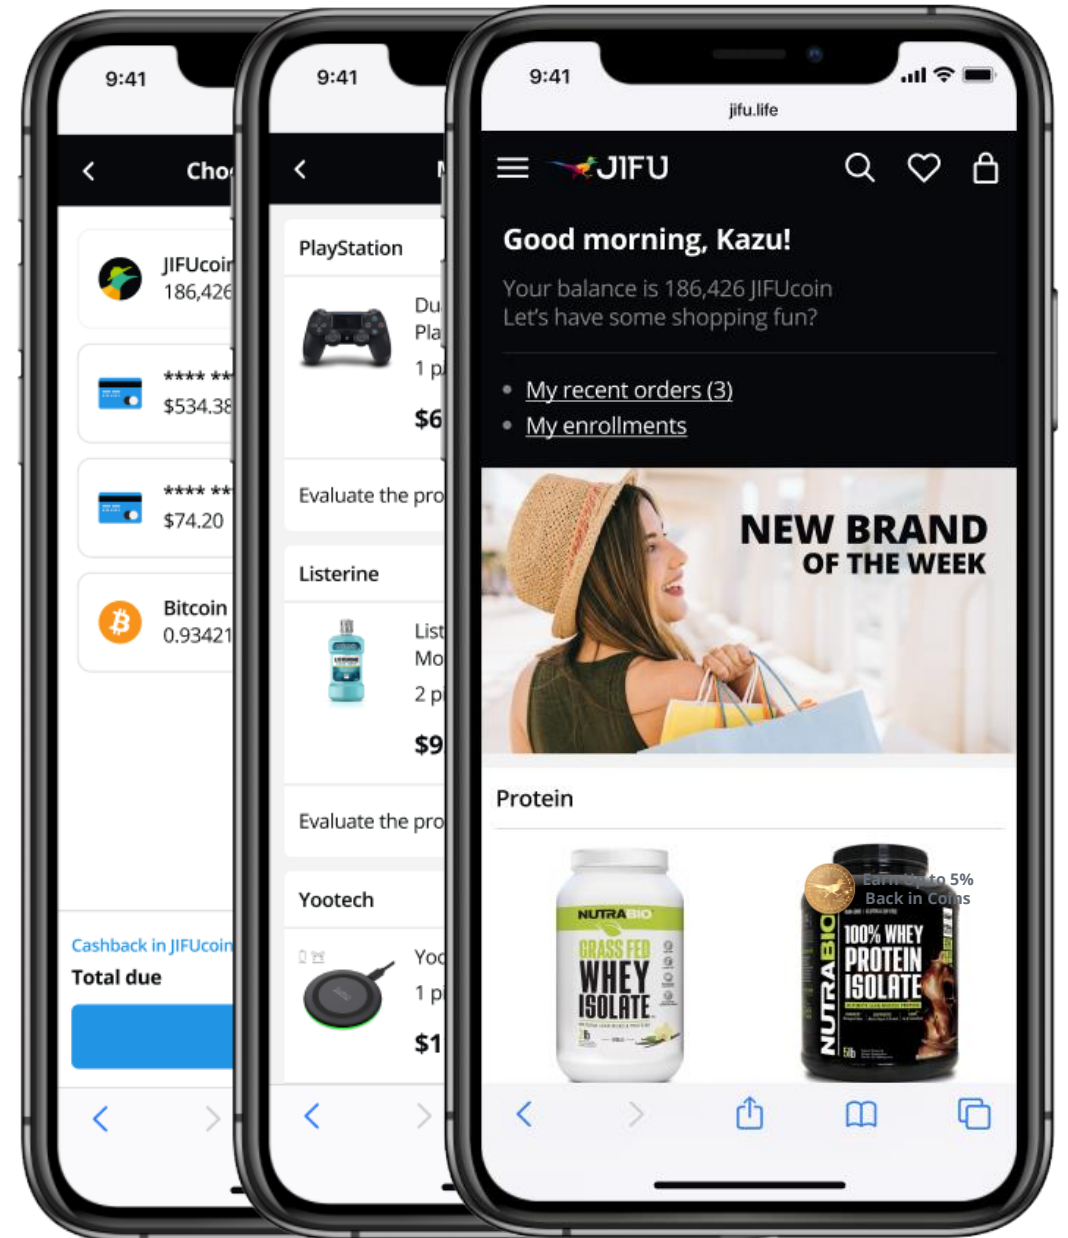 9:41
Cho
JIFUcoin
186,426
**** **
$534.38
**** **
$74.20
Bitcoin
0.93421
Cashback in JIFUcoin
Total due
9:41
PlayStation
Du
Pla
1 p
$6
Evaluate the pro
Listerine
LISTERINE
List
Mo
2 p
$9
Evaluate the pro
Yootech
Yoo
1 pi
$1
9:41
jifu.life
JIFU
Good morning, Kazu!
Your balance is 186,426 JIFUcoin
Let's have some shopping fun?
My recent orders (3)
My enrollments
NEW BRAND
OF THE WEEK
Protein
NUTRABIO
GRASS FED
WHEY
ISOLATE
Earn Up to 5%
Back in Coins
NUTRABIO
100% WHEY
PROTEIN
ISOLATE
5lb